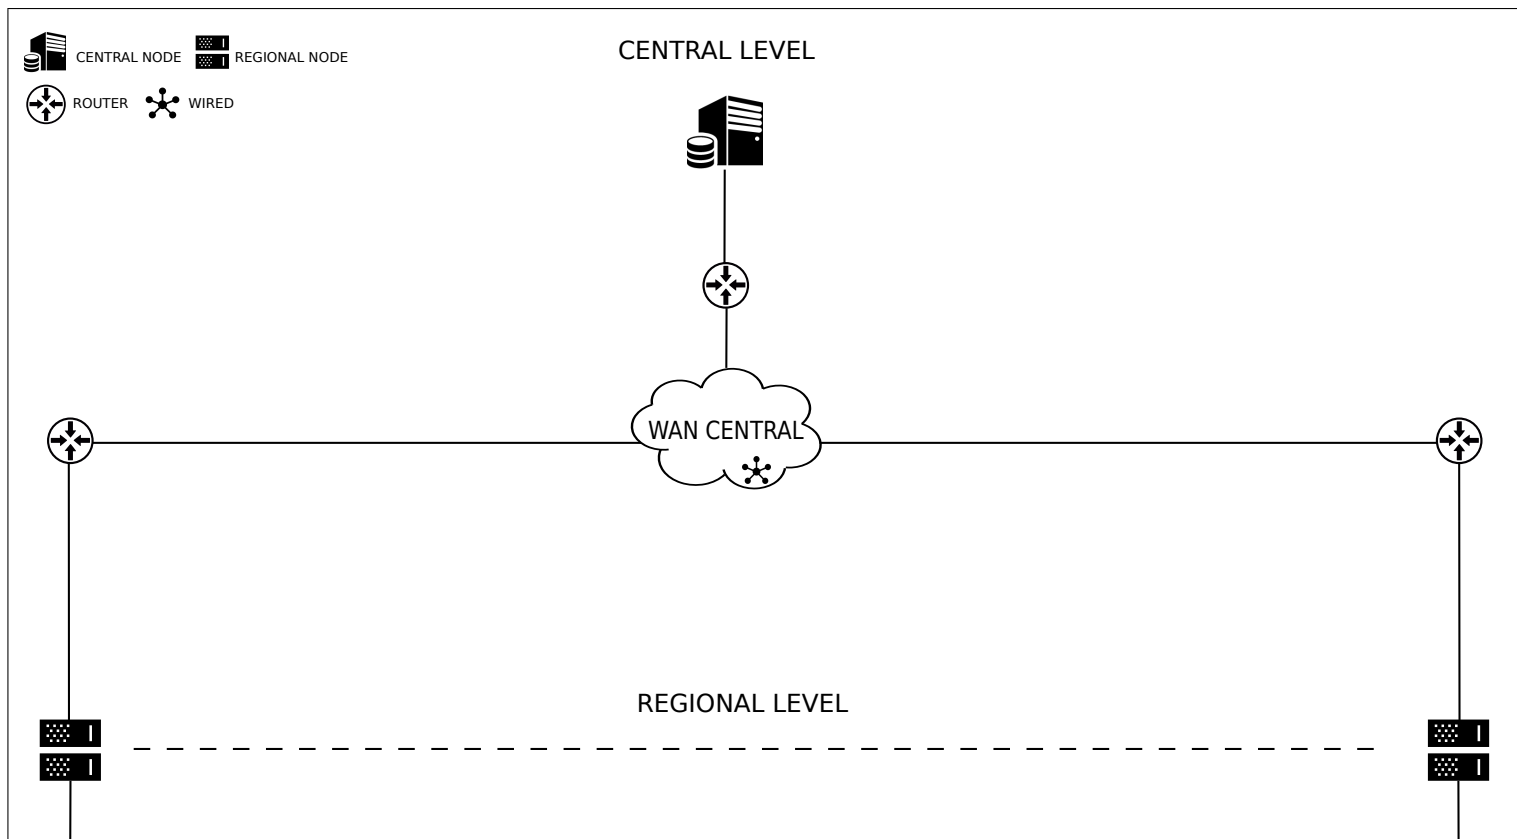 CENTRAL LEVEL
CENTRAL NODE REGIONAL NODE
ROUTER WIRED
WAN CENTRAL
REGIONAL LEVEL